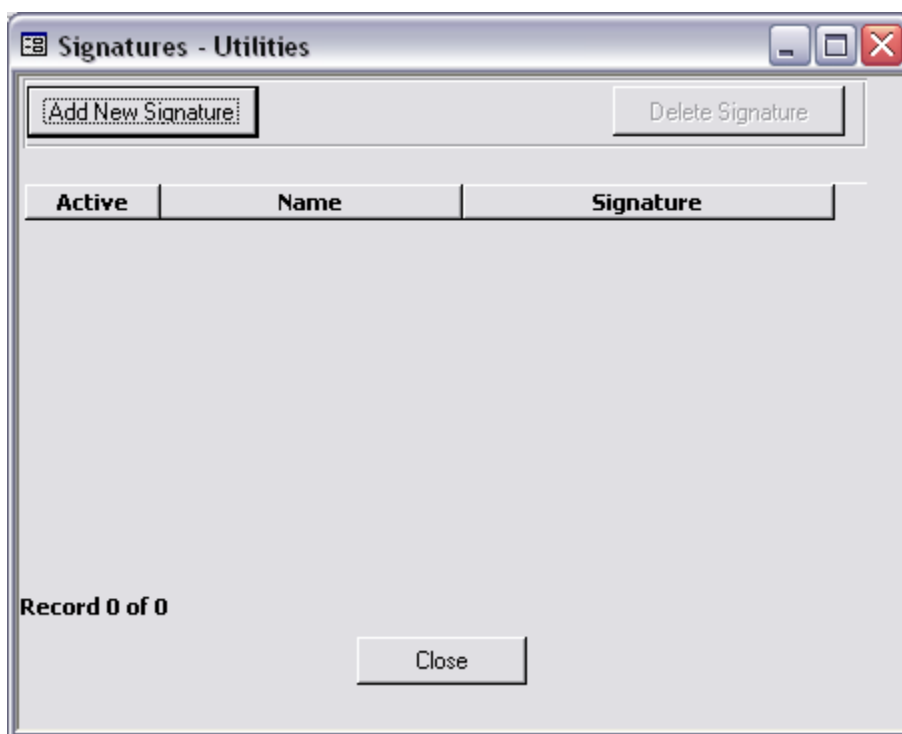 Signatures - Utilities
Add New Signature Delete Signature
Active Name Signature
Record 0 of 0
Close